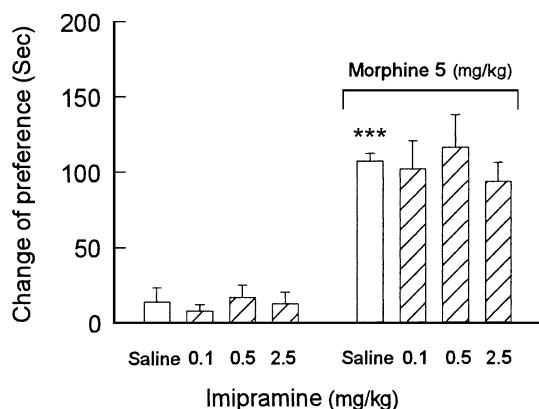 200
150
100
50
0
Change of preference (Sec)
Morphine 5 (mg/kg)
***
Saline 0.1 0.5 2.5 Saline 0.1 0.5 2.5
Imipramine (mg/kg)